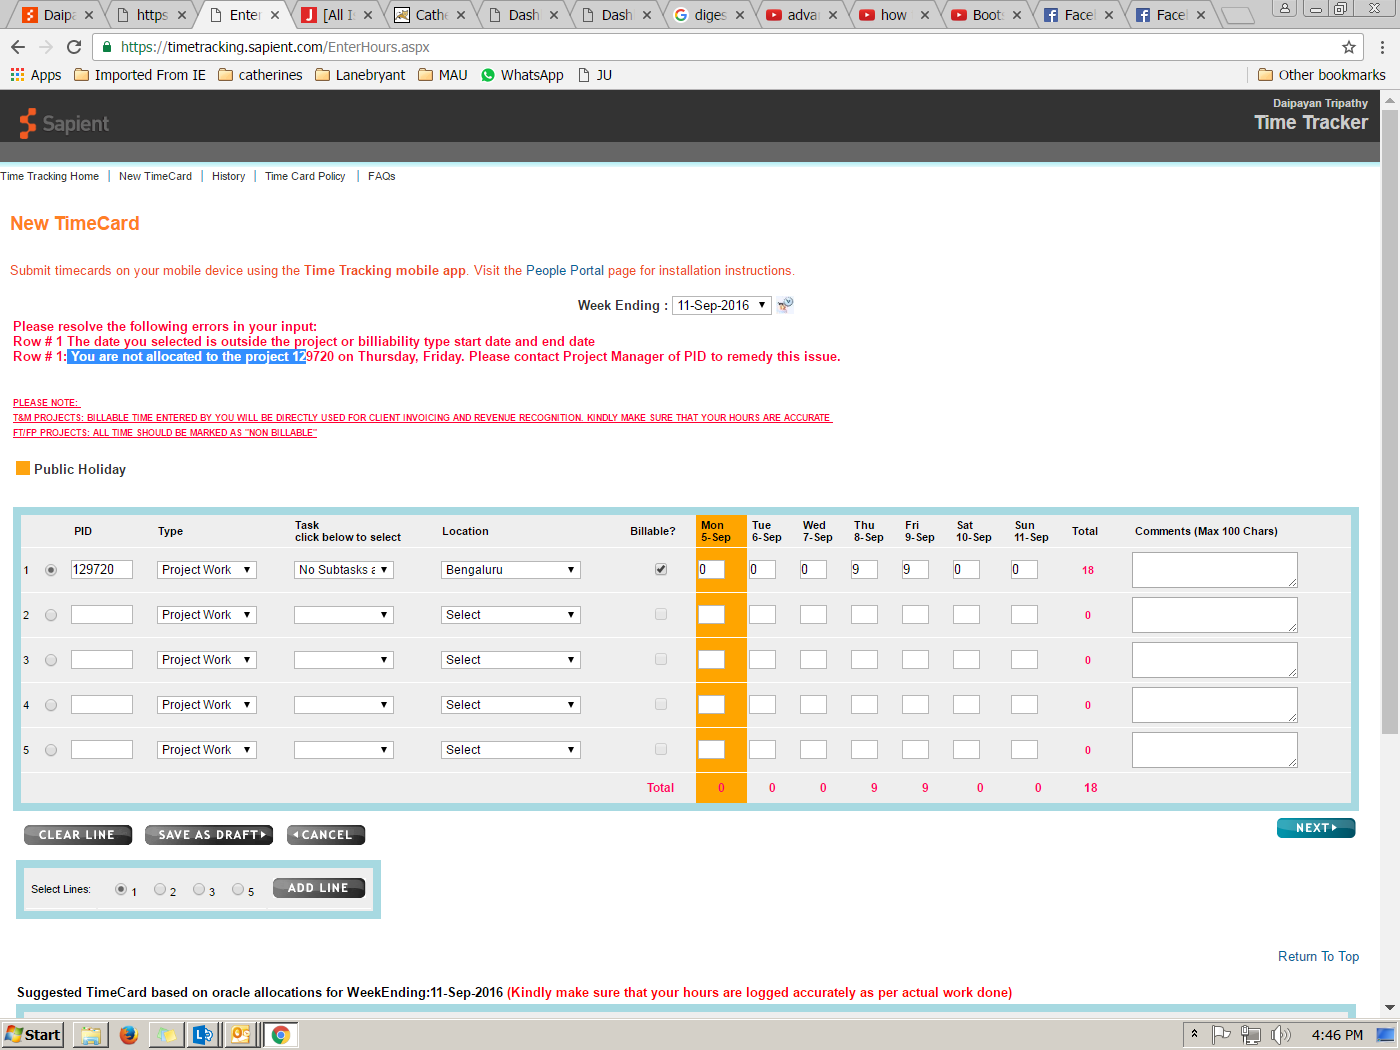 Daipa
https
Enter
[All Is
Cathe
Dash
Dash
diges
advan
how
Boots
Facel
Facel
https://timetracking.sapient.com/EnterHours.aspx
Apps Imported From IE catherines Lanebryant MAU WhatsApp JU Other bookmarks
Daipayan Tripathy
Sapient Time Tracker
Time Tracking Home | New TimeCard | History | Time Card Policy | FAQs
New TimeCard
Submit timecards on your mobile device using the Time Tracking mobile app. Visit the People Portal page for installation instructions.
Week Ending : 11-Sep-2016
Please resolve the following errors in your input:
Row # 1 The date you selected is outside the project or billiability type start date and end date
Row # 1: You are not allocated to the project 129720 on Thursday, Friday. Please contact Project Manager of PID to remedy this issue.
PLEASE NOTE:
T&M PROJECTS: BILLABLE TIME ENTERED BY YOU WILL BE DIRECTLY USED FOR CLIENT INVOICING AND REVENUE RECOGNITION. KINDLY MAKE SURE THAT YOUR HOURS ARE ACCURATE
FT/FP PROJECTS: ALL TIME SHOULD BE MARKED AS "NON BILLABLE"
Public Holiday
PID Type Task click below to select Location Billable? Mon 5-Sep Tue 6-Sep Wed 7-Sep Thu 8-Sep Fri 9-Sep Sat 10-Sep Sun 11-Sep Total Comments (Max 100 Chars)
1 129720 Project Work No Subtasks a Bengaluru 0 0 0 9 9 0 0 18
2 Project Work Select 0
3 Project Work Select 0
4 Project Work Select 0
5 Project Work Select 0
Total 0 0 0 9 9 0 0 18
CLEAR LINE SAVE AS DRAFT CANCEL NEXT
Select Lines: 1 2 3 5 ADD LINE
Return To Top
Suggested TimeCard based on oracle allocations for WeekEnding:11-Sep-2016 (Kindly make sure that your hours are logged accurately as per actual work done)
Start 4:46 PM